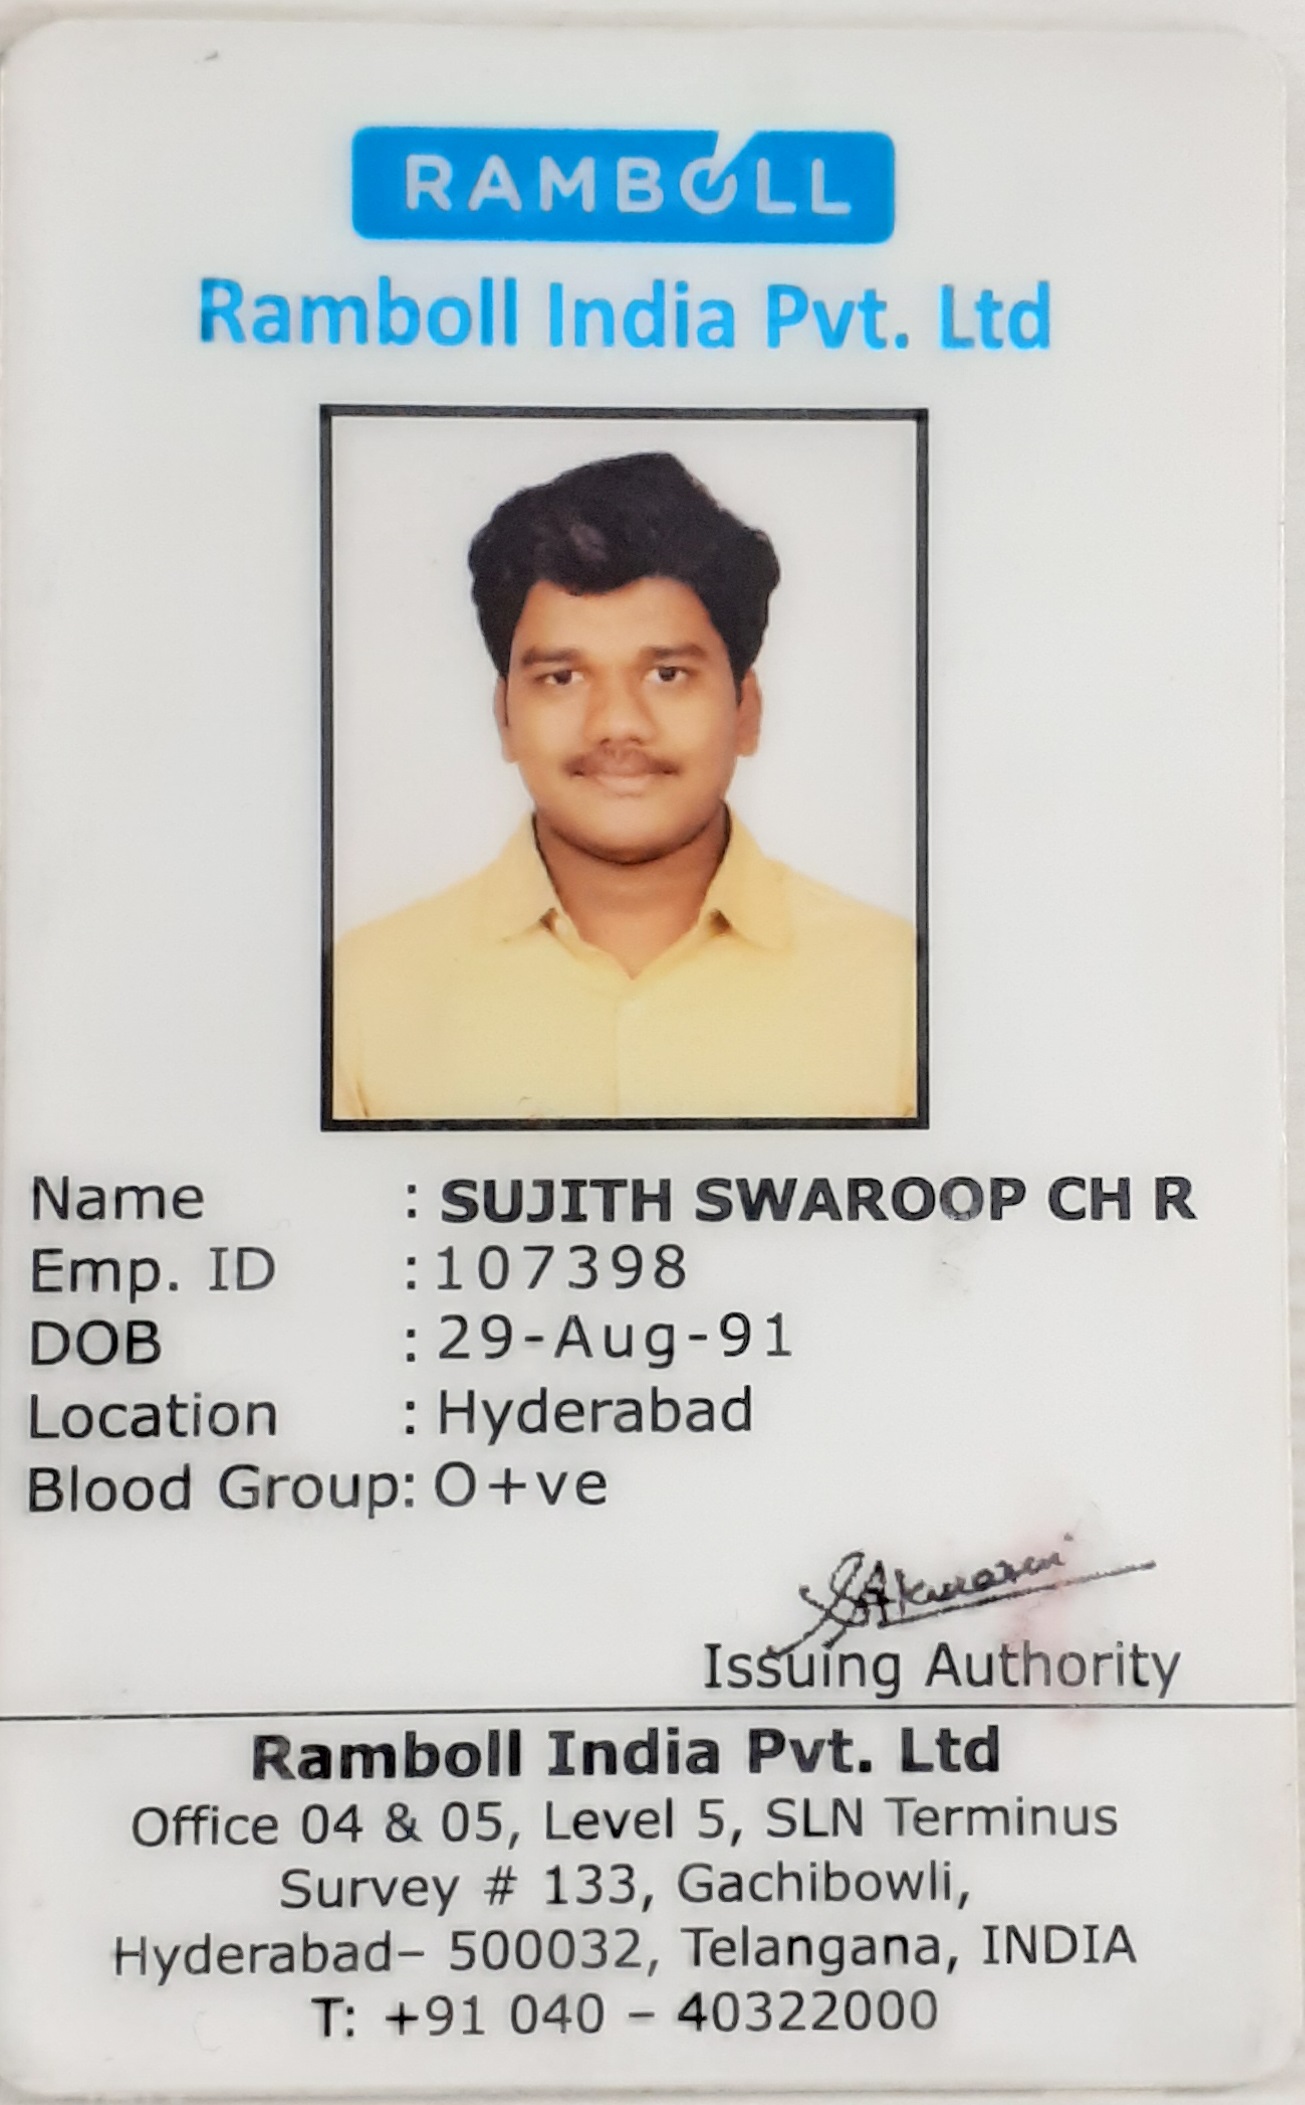 RAMBOLL
Ramboll India Pvt. Ltd
Name : SUJITH SWAROOP CH R
Emp. ID : 107398
DOB : 29-Aug-91
Location : Hyderabad
Blood Group: O+ve
Issuing Authority
Ramboll India Pvt. Ltd
Office 04 & 05, Level 5, SLN Terminus
Survey # 133, Gachibowli,
Hyderabad– 500032, Telangana, INDIA
T: +91 040 – 40322000